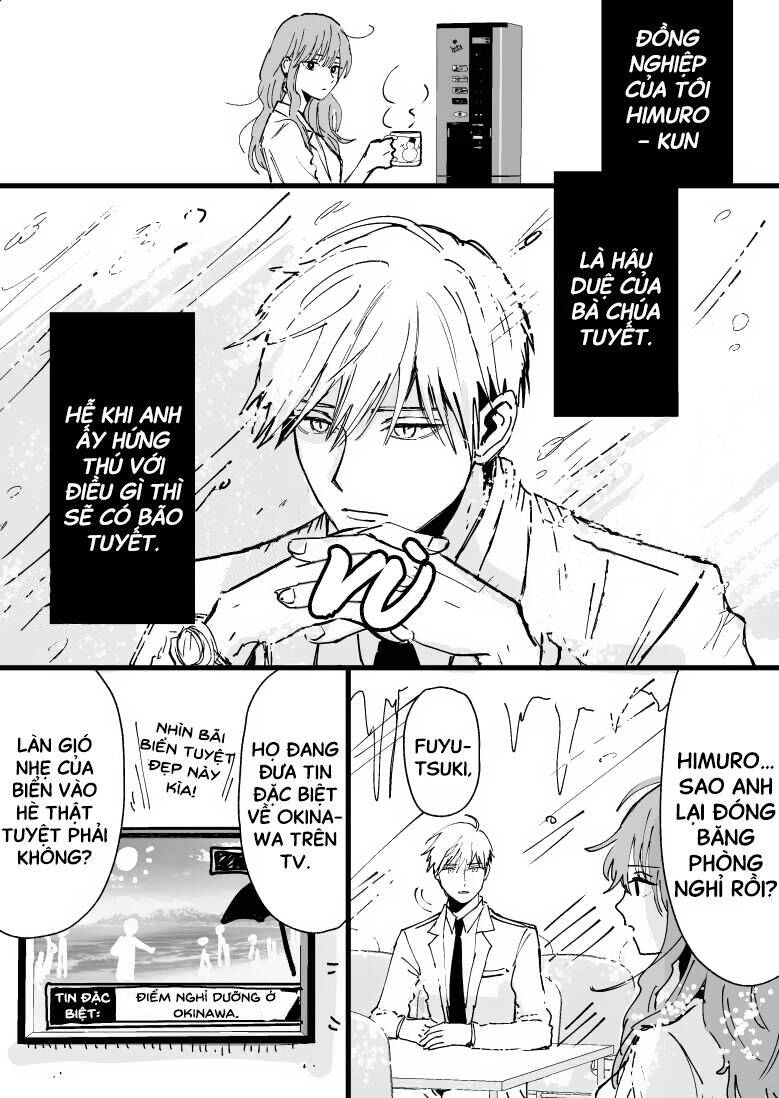 ĐỒNG
NGHIỆP
CỦA TÔI
HIMURO
- KUN
LÀ HẬU
DUỆ CỦA
BÀ CHÚA
TUYẾT.
HỄ KHI ANH
ẤY HỨNG
THÚ VỚI
ĐIỀU GÌ THÌ
SẼ CÓ BÃO
TUYẾT.
VÌ
HIMURO...
SAO ANH
LẠI ĐÓNG
BĂNG
PHÒNG
NGHỈ RỒI?
FUYU-
TSUKI,
HỌ ĐANG
ĐƯA TIN
ĐẶC BIỆT
VỀ OKINA-
WA TRÊN
TV.
NHÌN BÃI
BIỂN TUYỆT
ĐẸP NÀY
KÌA!
LÀN GIÓ
NHẸ CỦA
BIỂN VÀO
HÈ THẬT
TUYỆT PHẢI
KHÔNG?
TIN ĐẶC
BIỆT:
ĐIỂM NGHỈ DƯỠNG Ở
OKINAWA.